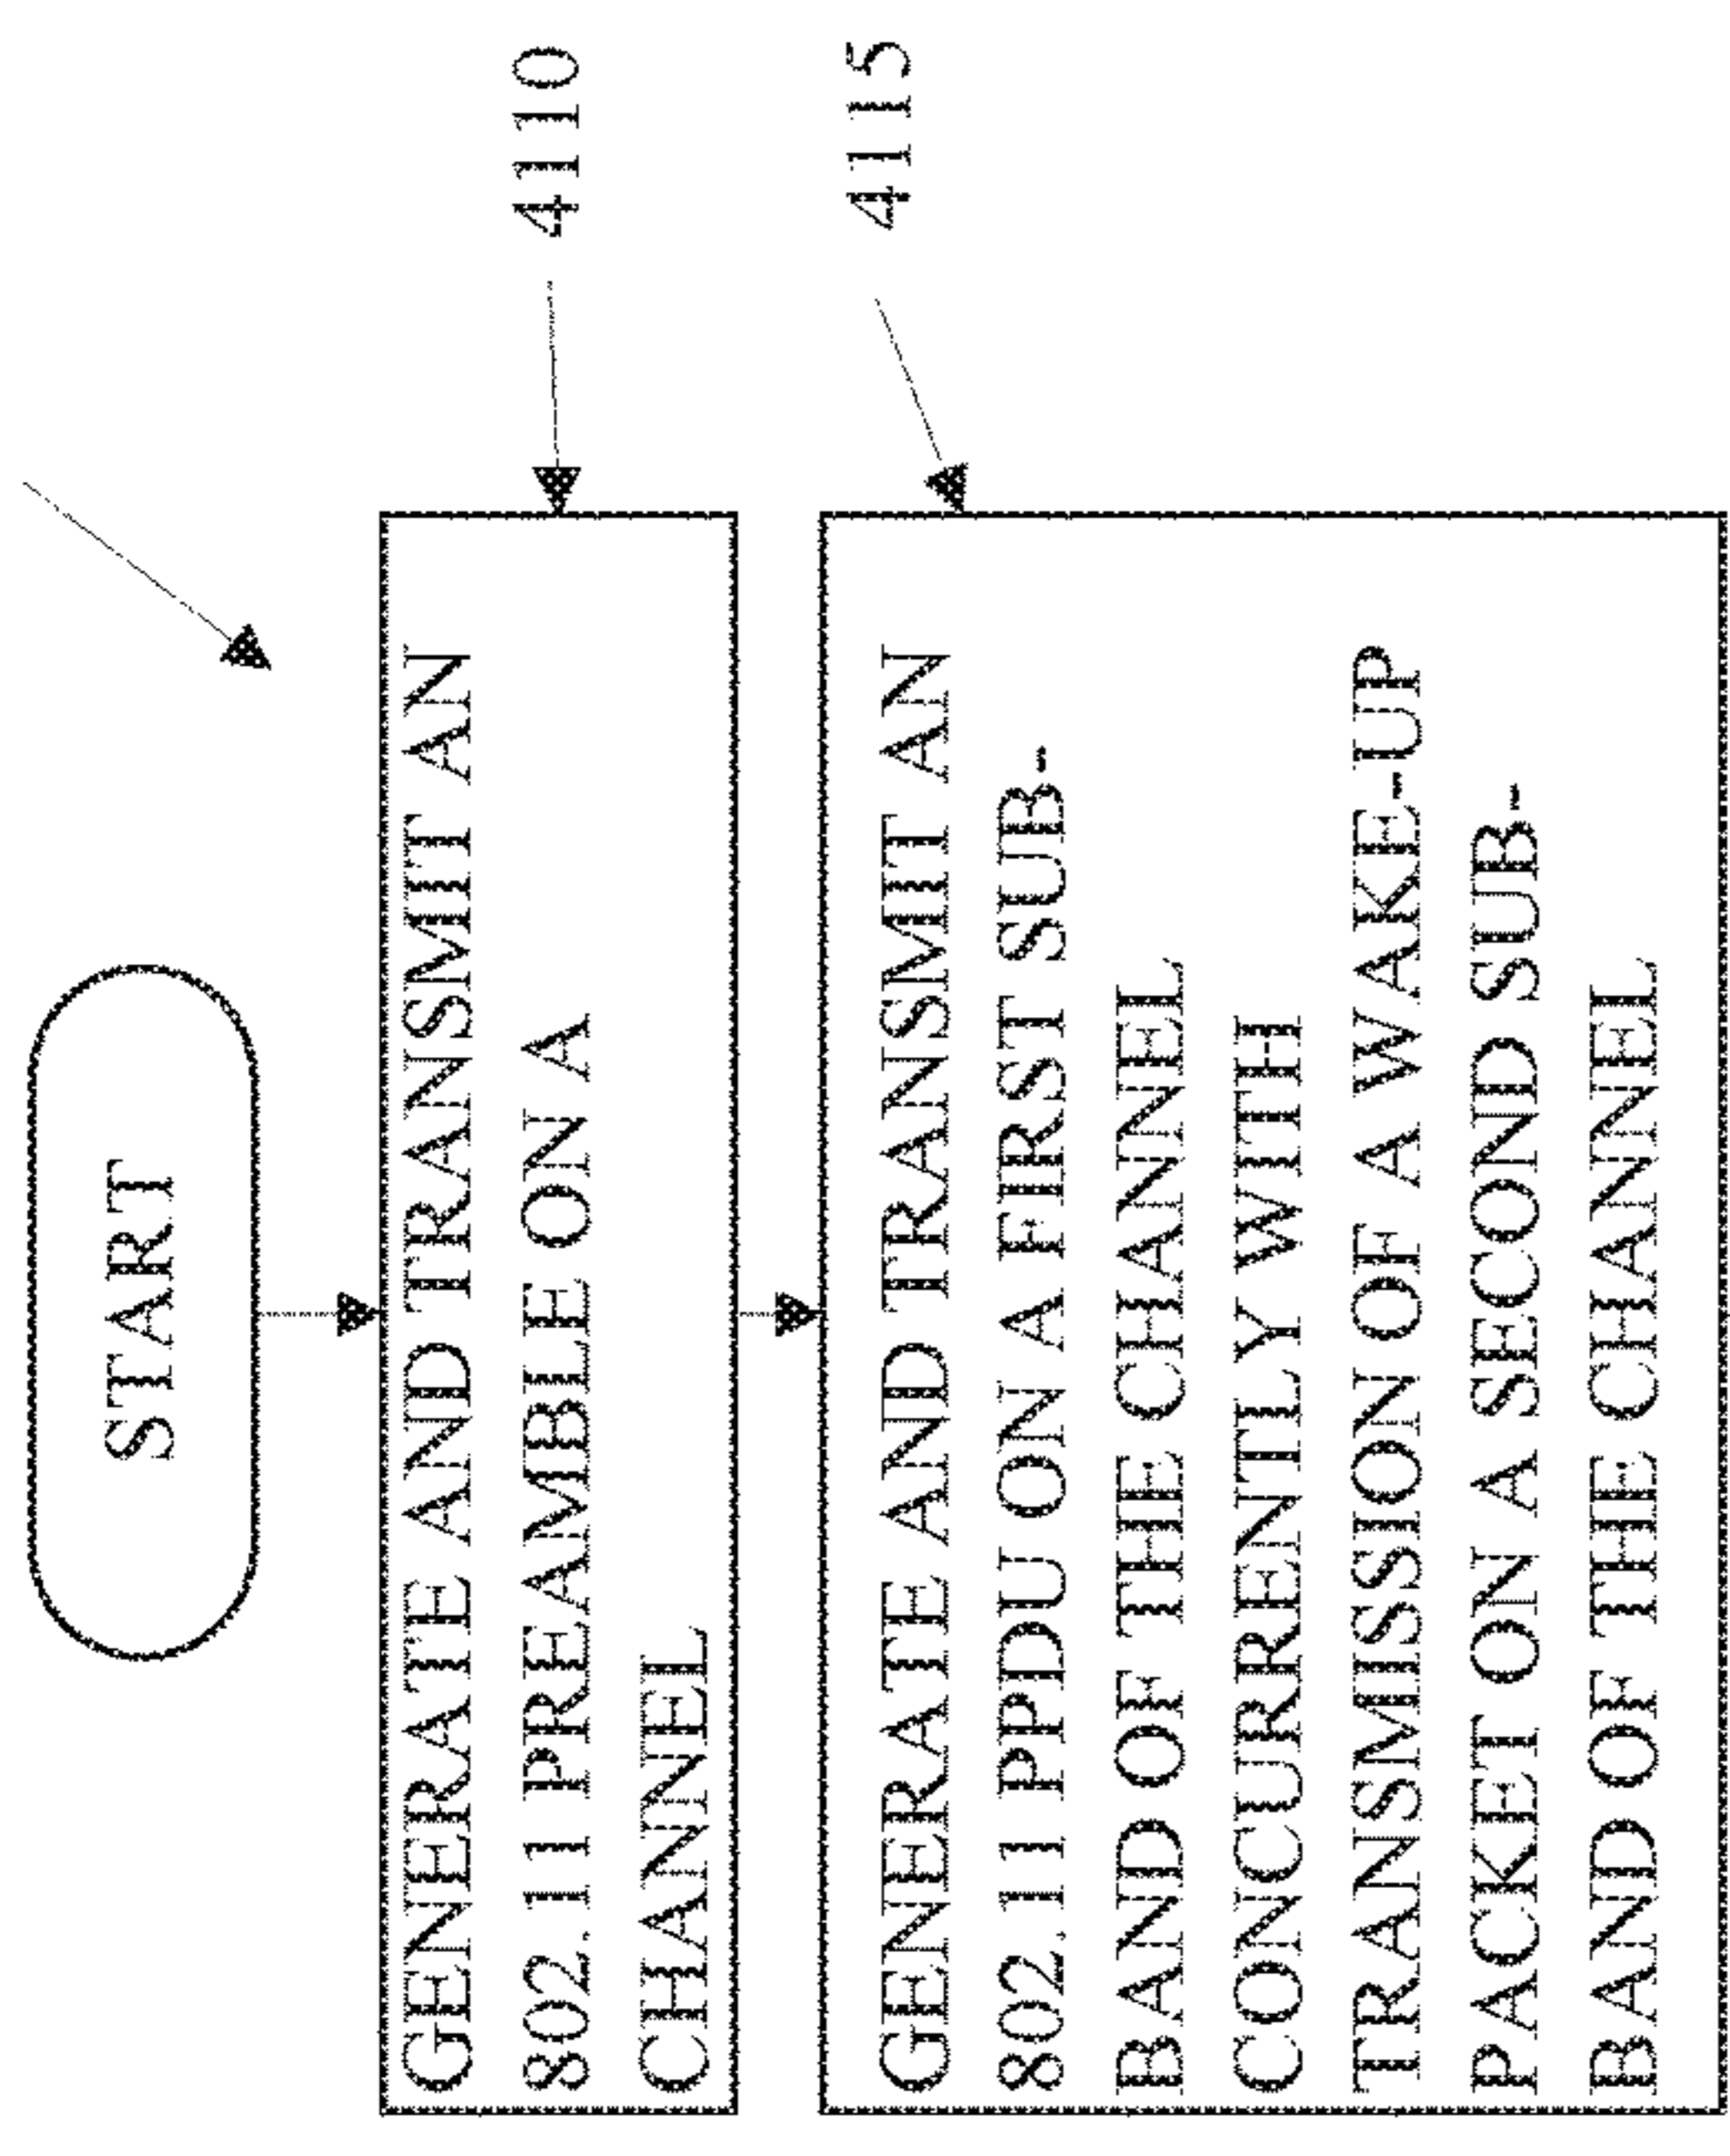 START
GENERATE AND TRANSMIT AN
802.11 PREAMBLE ON A
CHANNEL
4110
GENERATE AND TRANSMIT AN
802.11 PPDU ON A FIRST SUB-
BAND OF THE CHANNEL
CONCURRENTLY WITH
TRANSMISSION OF A WAKE-UP
PACKET ON A SECOND SUB-
BAND OF THE CHANNEL
4115